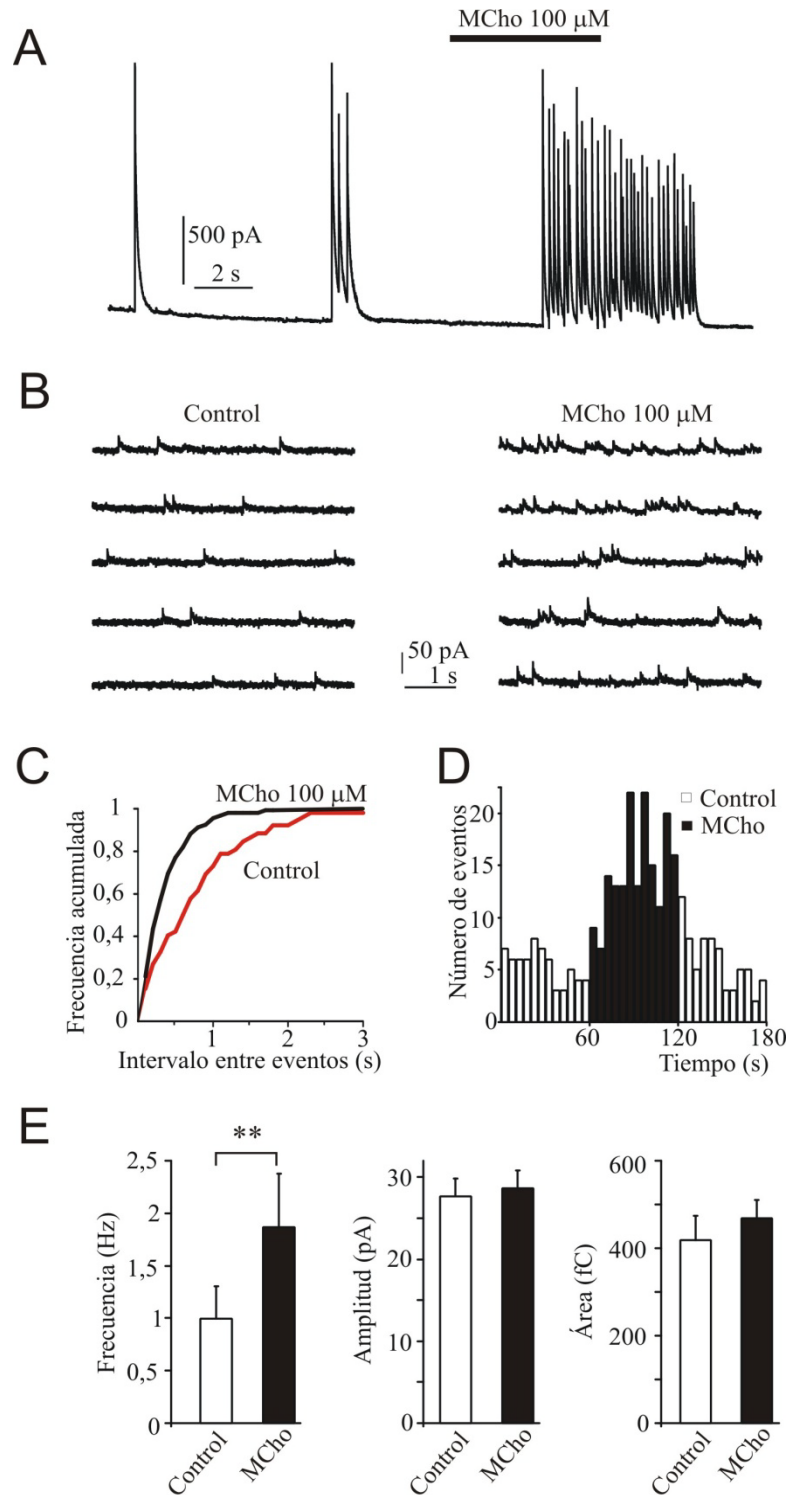 A
MCho 100 μM
500 pA
2 s
B
Control
MCho 100 μM
50 pA
1 s
C
MCho 100 μM
Control
Frecuencia acumulada
1
0,8
0,6
0,4
0,2
0
1
2
3
Intervalo entre eventos (s)
D
Control
MCho
Número de eventos
20
15
10
5
0
60
120
180
Tiempo (s)
E
**
Frecuencia (Hz)
2,5
2
1,5
1
0,5
0
Control
MCho
Amplitud (pA)
30
20
10
0
Control
MCho
Área (fC)
600
400
200
0
Control
MCho